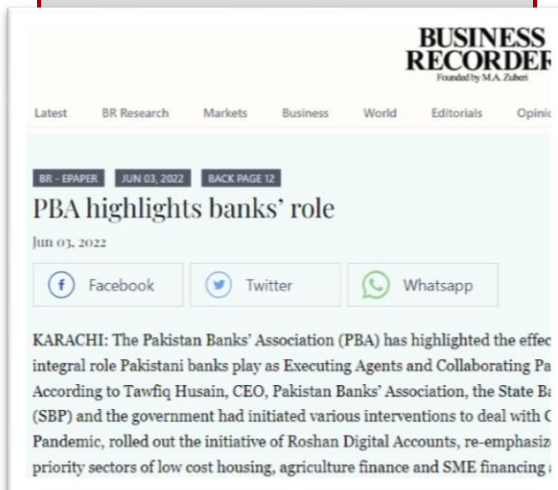 BUSINESS
RECORDER
Founded by M.A. Zuberi
Latest BR Research Markets Business World Editorials
BR - EPAPER JUN 03, 2022 BACK PAGE 12
PBA highlights banks' role
Jun 03, 2022
Facebook Twitter Whatsapp
KARACHI: The Pakistan Banks' Association (PBA) has highlighted the
integral role Pakistani banks play as Executing Agents and Collaborating
According to Tawfiq Husain, CEO, Pakistan Banks' Association, the State
(SBP) and the government had initiated various interventions to deal with
Pandemic, rolled out the initiative of Roshan Digital Accounts,
priority sectors of low cost housing, agriculture finance and SME financing